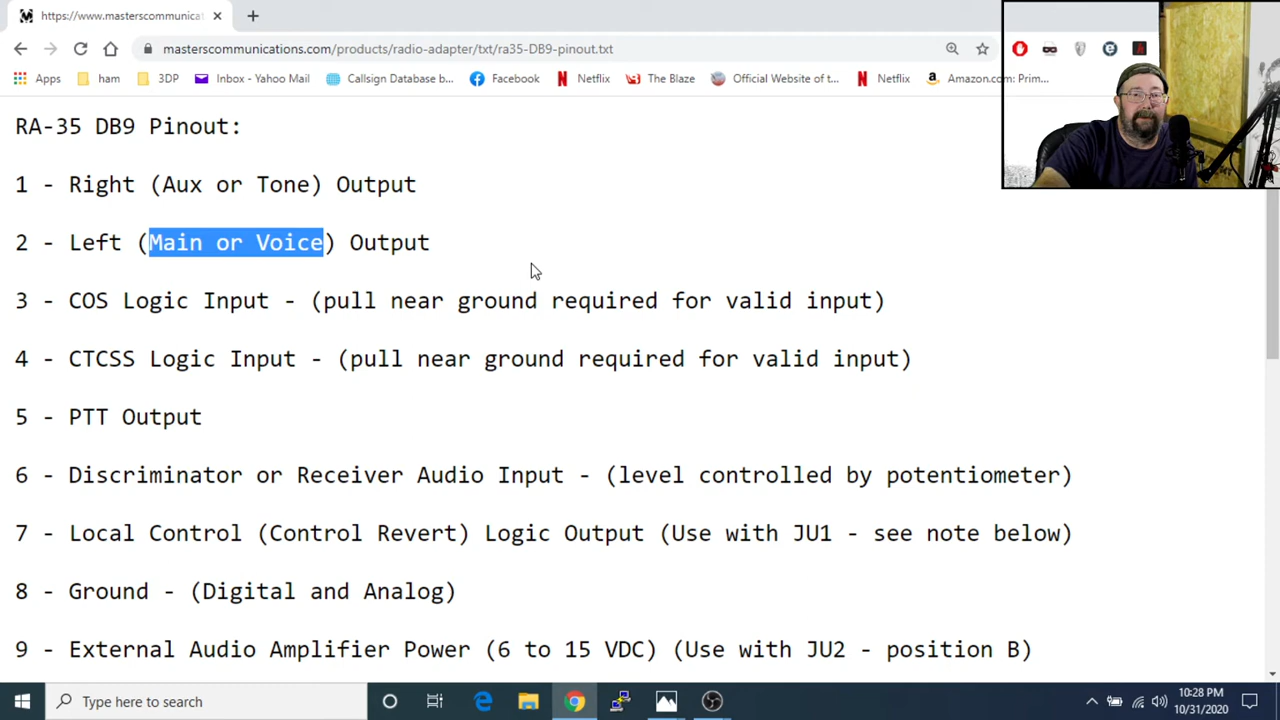 https://www.masterscommunicat
masterscommunications.com/products/radio-adapter/txt/ra35-DB9-pinout.txt
Apps ham 3DP Inbox - Yahoo Mail Callsign Database b... Facebook Netflix The Blaze Official Website of t... Netflix Amazon.com: Prim...
RA-35 DB9 Pinout:
1 - Right (Aux or Tone) Output
2 - Left (Main or Voice) Output
3 - COS Logic Input - (pull near ground required for valid input)
4 - CTCSS Logic Input - (pull near ground required for valid input)
5 - PTT Output
6 - Discriminator or Receiver Audio Input - (level controlled by potentiometer)
7 - Local Control (Control Revert) Logic Output (Use with JU1 - see note below)
8 - Ground - (Digital and Analog)
9 - External Audio Amplifier Power (6 to 15 VDC) (Use with JU2 - position B)
Type here to search
10:28 PM
10/31/2020